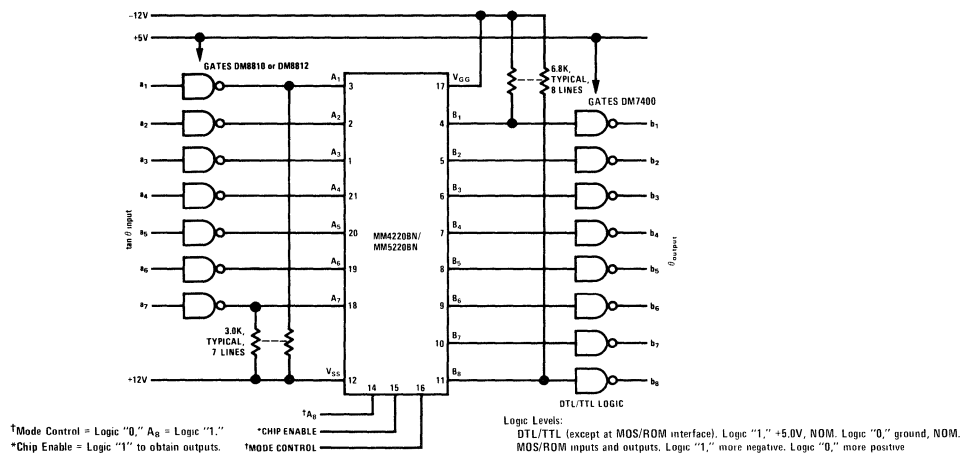 −12V
+5V
GATES DM8810 or DM8812
6.8K,
TYPICAL,
8 LINES
GATES DM7400
VGG
17
a1
A1
3
B1
4
b1
a2
A2
2
B2
5
b2
a3
A3
1
B3
6
b3
a4
A4
21
B4
7
b4
tan θ input
MM4220BN/
MM5220BN
θoutput
a5
A5
20
B5
8
b5
a6
A6
19
B6
9
b6
a7
A7
18
B7
10
b7
3.0K,
TYPICAL,
7 LINES
+12V
VSS
12
14
15
16
B8
11
b8
DTL/TTL LOGIC
†A8
*CHIP ENABLE
†MODE CONTROL
†Mode Control = Logic "0," A8 = Logic "1."
*Chip Enable = Logic "1" to obtain outputs.
Logic Levels:
DTL/TTL (except at MOS/ROM interface). Logic "1," +5.0V, NOM. Logic "0," ground, NOM.
MOS/ROM inputs and outputs. Logic "1," more negative. Logic "0," more positive